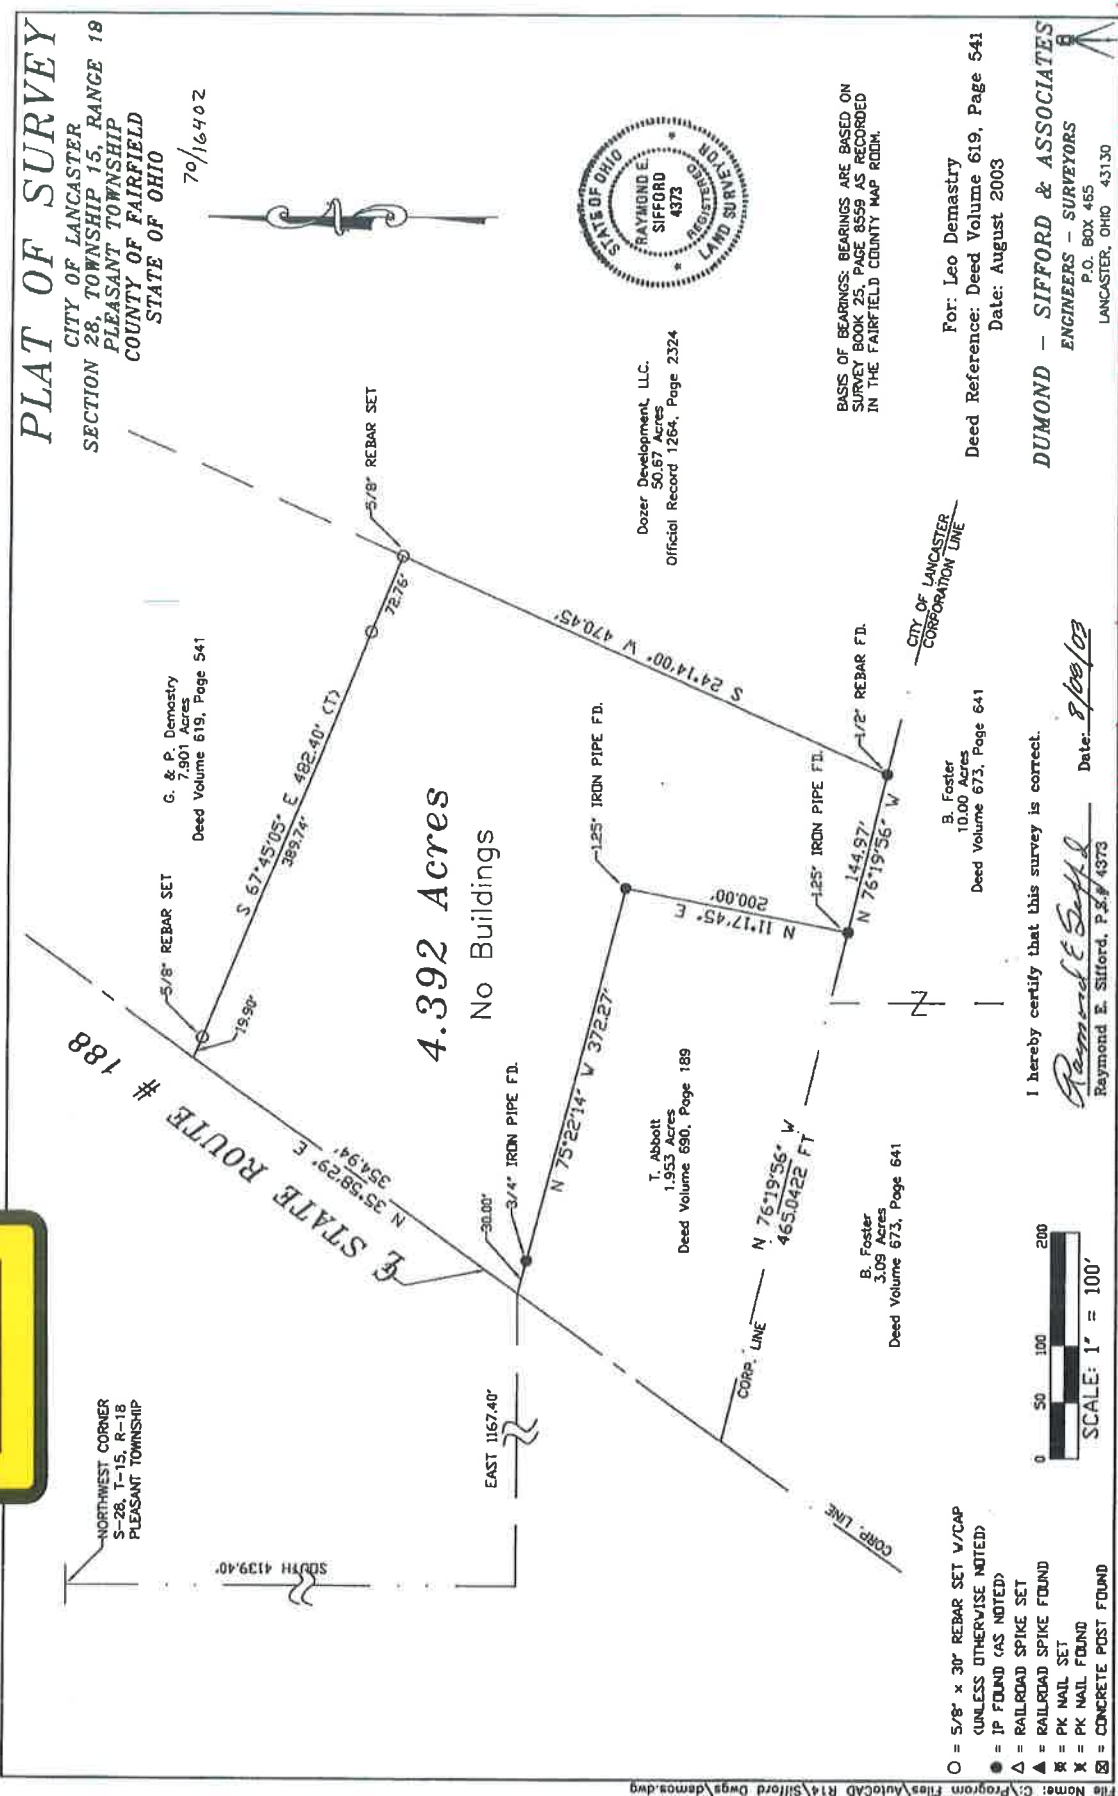 PLAT OF SURVEY
CITY OF LANCASTER
SECTION 28, TOWNSHIP 15, RANGE 18
PLEASANT TOWNSHIP
COUNTY OF FAIRFIELD
STATE OF OHIO
70/16402
NORTHWEST CORNER
S-28, T-15, R-18
PLEASANT TOWNSHIP
SOUTH 4139.40'
EAST 1167.40'
℄ STATE ROUTE # 188
N 35°58'29" E
354.94'
5/8" REBAR SET
19.90'
G. & P. Demastry
7.901 Acres
Deed Volume 619, Page 541
S 67°45'05" E 482.40' (T)
389.74'
72.76'
5/8" REBAR SET
4.392 Acres
No Buildings
30.00'
3/4" IRON PIPE FD.
N 75°22'14" W 372.27'
1.25" IRON PIPE FD.
N 11°17'45" E
200.00'
1.25" IRON PIPE FD.
S 24°14'00" W 470.45'
1/2" REBAR FD.
144.97'
N 76°19'56" W
Dozer Development, LLC.
50.67 Acres
Official Record 1264, Page 2324
STATE OF OHIO
RAYMOND E.
SIFFORD
4373
REGISTERED
LAND SURVEYOR
T. Abbott
1.953 Acres
Deed Volume 690, Page 189
N 76°19'56" W
465.0422 FT
CORP. LINE
CORP. LINE
B. Foster
3.09 Acres
Deed Volume 673, Page 641
B. Foster
10.00 Acres
Deed Volume 673, Page 641
CITY OF LANCASTER
CORPORATION LINE
BASIS OF BEARINGS: BEARINGS ARE BASED ON
SURVEY BOOK 25, PAGE 8559 AS RECORDED
IN THE FAIRFIELD COUNTY MAP ROOM.
For: Leo Demastry
Deed Reference: Deed Volume 619, Page 541
Date: August 2003
○ = 5/8" x 30" REBAR SET W/CAP
(UNLESS OTHERWISE NOTED)
● = IP FOUND (AS NOTED)
△ = RAILROAD SPIKE SET
▲ = RAILROAD SPIKE FOUND
= PK NAIL SET
= PK NAIL FOUND
⊠ = CONCRETE POST FOUND
0 50 100 200
SCALE: 1" = 100'
I hereby certify that this survey is correct.
Raymond E Sifford
Date:
Raymond E. Sifford, P.S.# 4373
DUMOND - SIFFORD & ASSOCIATES
ENGINEERS - SURVEYORS
P.O. BOX 465
LANCASTER, OHIO 43130
File Name: C:\Program Files\AutoCAD R14\Sifford Dwgs\demos.dwg